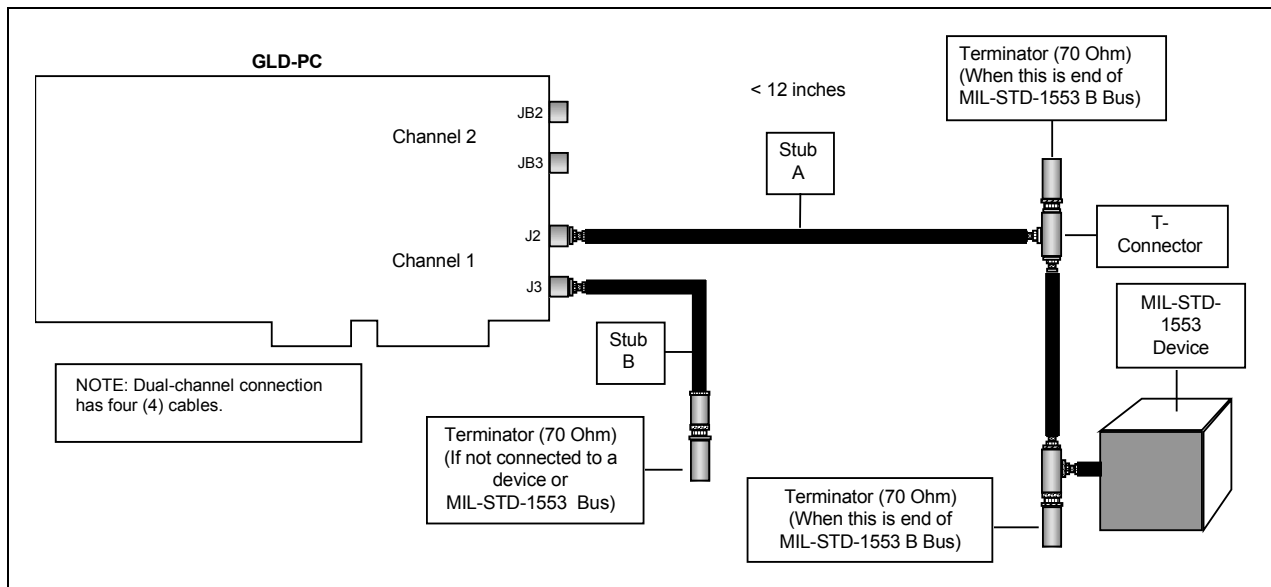 GLD-PC
JB2
Channel 2
JB3
J2
Channel 1
J3
NOTE: Dual-channel connection
has four (4) cables.
< 12 inches
Stub
A
Stub
B
Terminator (70 Ohm)
(If not connected to a
device or
MIL-STD-1553 Bus)
Terminator (70 Ohm)
(When this is end of
MIL-STD-1553 B Bus)
T-
Connector
MIL-STD-
1553
Device
Terminator (70 Ohm)
(When this is end of
MIL-STD-1553 B Bus)